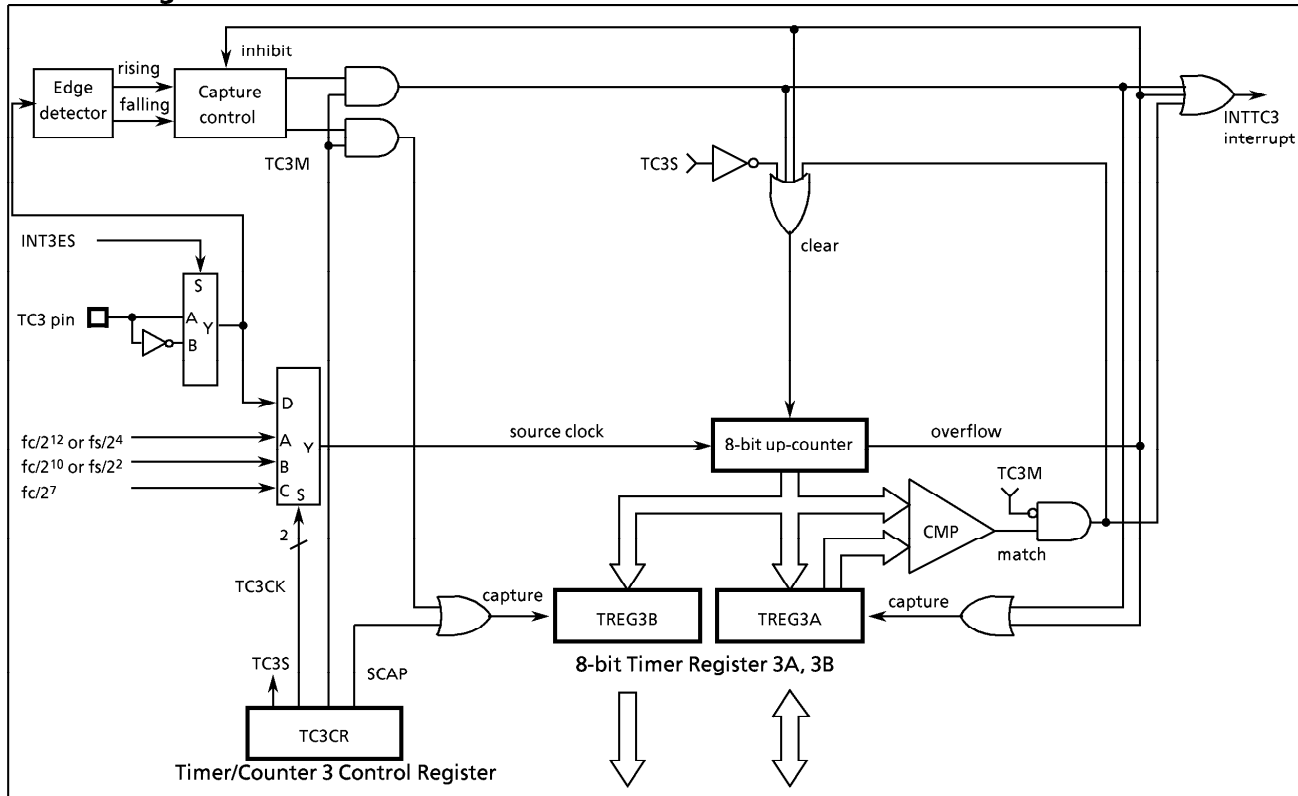 inhibit
rising
Edge
detector
falling
Capture
control
INTTC3
interrupt
TC3M
TC3S
clear
INT3ES
S
TC3 pin
A
Y
B
D
fc/2¹² or fs/2⁴
A
Y
source clock
8-bit up-counter
overflow
fc/2¹⁰ or fs/2²
B
fc/2⁷
C S
TC3M
2
CMP
match
TC3CK
capture
TREG3B
TREG3A
capture
TC3S
SCAP
8-bit Timer Register 3A, 3B
TC3CR
Timer/Counter 3 Control Register